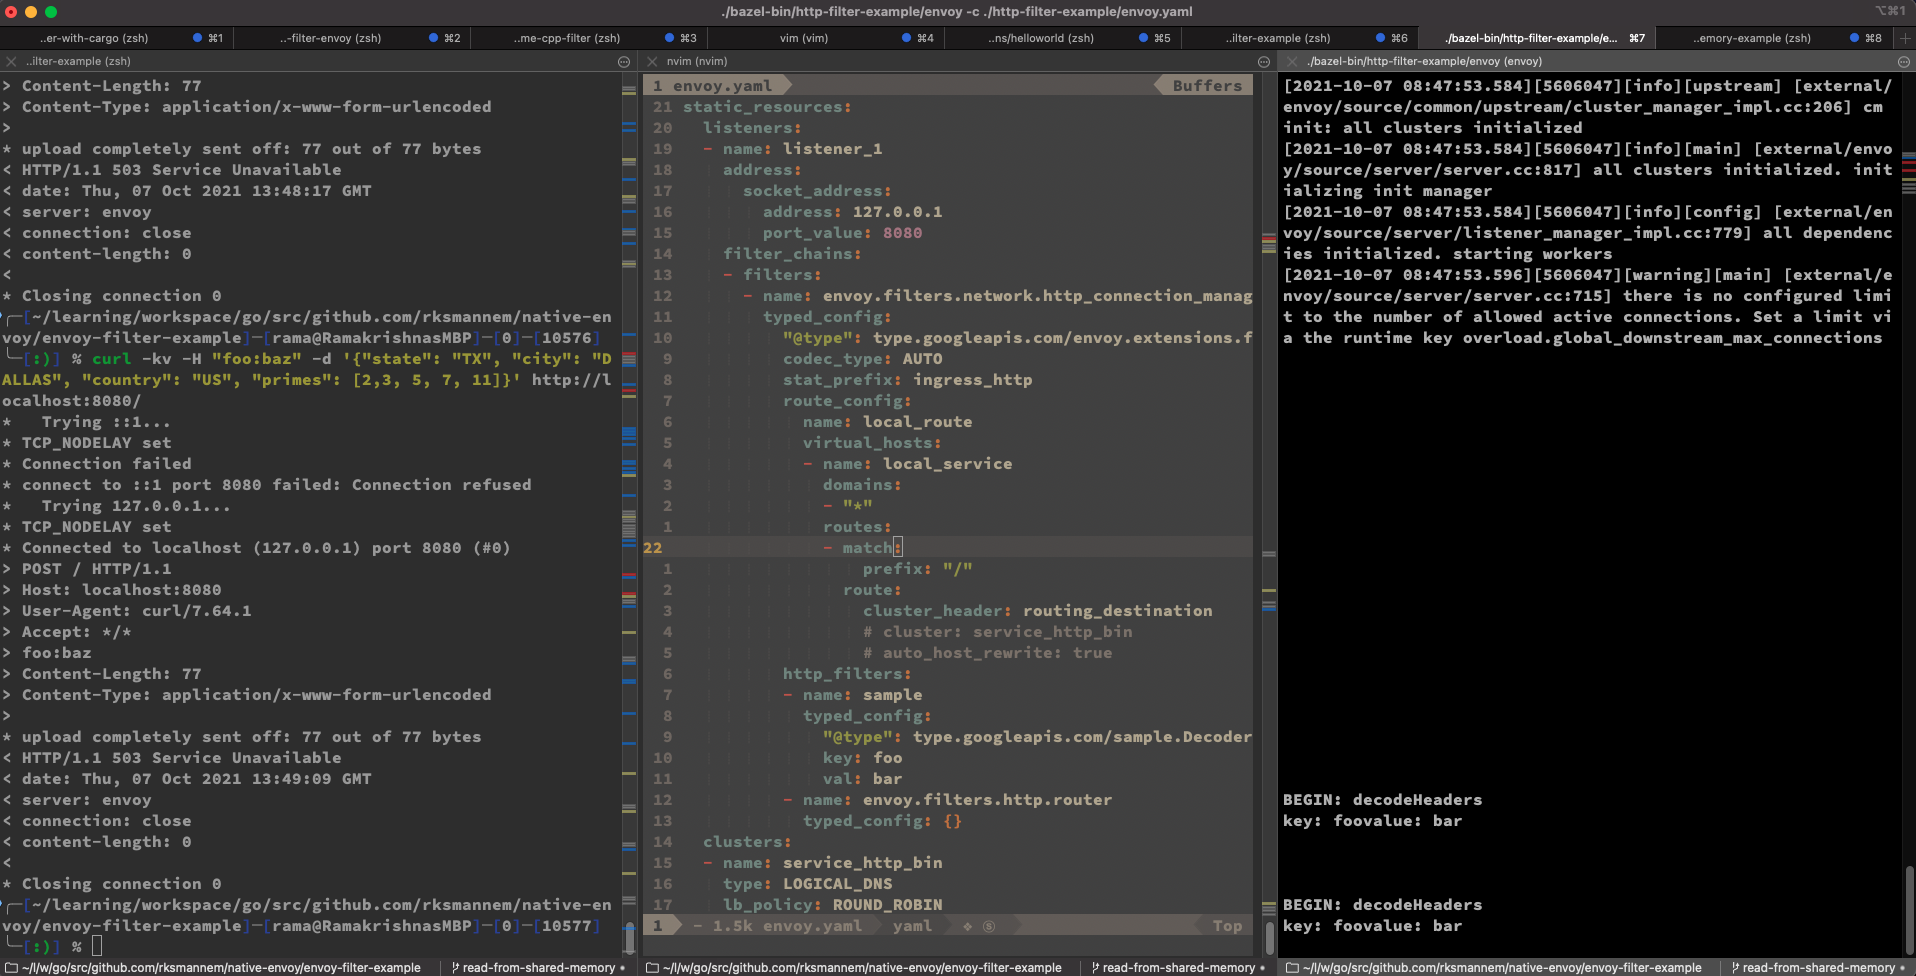 ./bazel-bin/http-filter-example/envoy -c ./http-filter-example/envoy.yaml
⌥⌘1
..er-with-cargo (zsh) ⌘1
..-filter-envoy (zsh) ⌘2
...me-cpp-filter (zsh) ⌘3
vim (vim) ⌘4
..ns/helloworld (zsh) ⌘5
..ilter-example (zsh) ⌘6
./bazel-bin/http-filter-example/e... ⌘7
..emory-example (zsh) ⌘8
..ilter-example (zsh)
> Content-Length: 77
> Content-Type: application/x-www-form-urlencoded
>
* upload completely sent off: 77 out of 77 bytes
< HTTP/1.1 503 Service Unavailable
< date: Thu, 07 Oct 2021 13:48:17 GMT
< server: envoy
< connection: close
< content-length: 0
<
* Closing connection 0
╭─[~/learning/workspace/go/src/github.com/rksmannem/native-en
voy/envoy-filter-example]─[rama@RamakrishnasMBP]─[0]─[10576]
╰─[:)] % curl -kv -H "foo:baz" -d '{"state": "TX", "city": "D
ALLAS", "country": "US", "primes": [2,3, 5, 7, 11]}' http://l
ocalhost:8080/
*   Trying ::1...
* TCP_NODELAY set
* Connection failed
* connect to ::1 port 8080 failed: Connection refused
*   Trying 127.0.0.1...
* TCP_NODELAY set
* Connected to localhost (127.0.0.1) port 8080 (#0)
> POST / HTTP/1.1
> Host: localhost:8080
> User-Agent: curl/7.64.1
> Accept: */*
> foo:baz
> Content-Length: 77
> Content-Type: application/x-www-form-urlencoded
>
* upload completely sent off: 77 out of 77 bytes
< HTTP/1.1 503 Service Unavailable
< date: Thu, 07 Oct 2021 13:49:09 GMT
< server: envoy
< connection: close
< content-length: 0
<
* Closing connection 0
╭─[~/learning/workspace/go/src/github.com/rksmannem/native-en
voy/envoy-filter-example]─[rama@RamakrishnasMBP]─[0]─[10577]
╰─[:)] %
~/l/w/go/src/github.com/rksmannem/native-envoy/envoy-filter-example
read-from-shared-memory •
nvim (nvim)
1 envoy.yaml Buffers
21 static_resources:
20   listeners:
19   - name: listener_1
18     address:
17       socket_address:
16         address: 127.0.0.1
15         port_value: 8080
14     filter_chains:
13     - filters:
12       - name: envoy.filters.network.http_connection_manag
11         typed_config:
10           "@type": type.googleapis.com/envoy.extensions.f
9           codec_type: AUTO
8           stat_prefix: ingress_http
7           route_config:
6             name: local_route
5             virtual_hosts:
4             - name: local_service
3               domains:
2               - "*"
1               routes:
22               - match:
1                   prefix: "/"
2                 route:
3                   cluster_header: routing_destination
4                   # cluster: service_http_bin
5                   # auto_host_rewrite: true
6           http_filters:
7           - name: sample
8             typed_config:
9               "@type": type.googleapis.com/sample.Decoder
10               key: foo
11               val: bar
12           - name: envoy.filters.http.router
13             typed_config: {}
14   clusters:
15   - name: service_http_bin
16     type: LOGICAL_DNS
17     lb_policy: ROUND_ROBIN
1 - 1.5k envoy.yaml yaml Top
~/l/w/go/src/github.com/rksmannem/native-envoy/envoy-filter-example
read-from-shared-memory •
./bazel-bin/http-filter-example/envoy (envoy)
[2021-10-07 08:47:53.584][5606047][info][upstream] [external/
envoy/source/common/upstream/cluster_manager_impl.cc:206] cm
init: all clusters initialized
[2021-10-07 08:47:53.584][5606047][info][main] [external/envo
y/source/server/server.cc:817] all clusters initialized. init
ializing init manager
[2021-10-07 08:47:53.584][5606047][info][config] [external/en
voy/source/server/listener_manager_impl.cc:779] all dependenc
ies initialized. starting workers
[2021-10-07 08:47:53.596][5606047][warning][main] [external/e
nvoy/source/server/server.cc:715] there is no configured limi
t to the number of allowed active connections. Set a limit vi
a the runtime key overload.global_downstream_max_connections
BEGIN: decodeHeaders
key: foovalue: bar
BEGIN: decodeHeaders
key: foovalue: bar
~/l/w/go/src/github.com/rksmannem/native-envoy/envoy-filter-example
read-from-shared-memory •